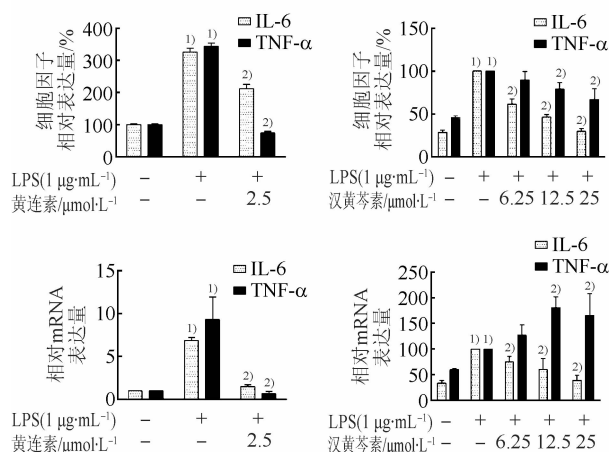 IL-6
TNF-α
细胞因子
相对表达量/%
400
300
200
100
0
1) 1)
2)
2)
LPS(1 μg·mL⁻¹) − + +
黄连素/μmol·L⁻¹ − − 2.5
IL-6
TNF-α
细胞因子
相对表达量/%
150
100
50
0
1) 1)
2) 2) 2) 2) 2)
LPS(1 μg·mL⁻¹) − + + + +
汉黄芩素/μmol·L⁻¹ − − 6.25 12.5 25
IL-6
TNF-α
相对mRNA
表达量
15
10
5
0
1) 1)
2) 2)
LPS(1 μg·mL⁻¹) − + +
黄连素/μmol·L⁻¹ − − 2.5
IL-6
TNF-α
相对mRNA
表达量
250
200
150
100
50
0
1) 1)
2) 2) 2) 2) 2)
LPS(1 μg·mL⁻¹) − + + + +
汉黄芩素/μmol·L⁻¹ − − 6.25 12.5 25